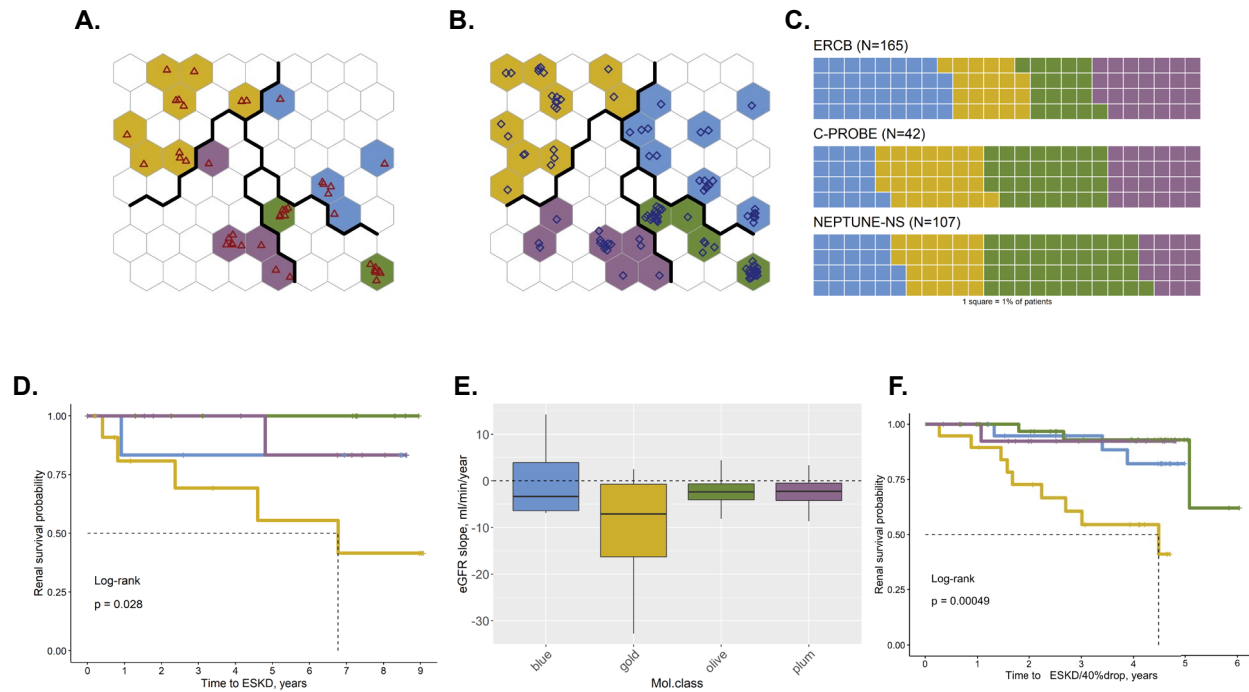 A.
B.
C.
ERCB (N=165)
C-PROBE (N=42)
NEPTUNE-NS (N=107)
1 square = 1% of patients
D.
Renal survival probability
1.00
0.75
0.50
0.25
0.00
Log-rank
p = 0.028
0 1 2 3 4 5 6 7 8 9
Time to ESKD, years
E.
eGFR slope, ml/min/year
10
0
-10
-20
-30
blue gold olive plum
Mol.class
F.
Renal survival probability
1.00
0.75
0.50
0.25
0.00
Log-rank
p = 0.00049
0 1 2 3 4 5 6
Time to ESKD/40%drop, years